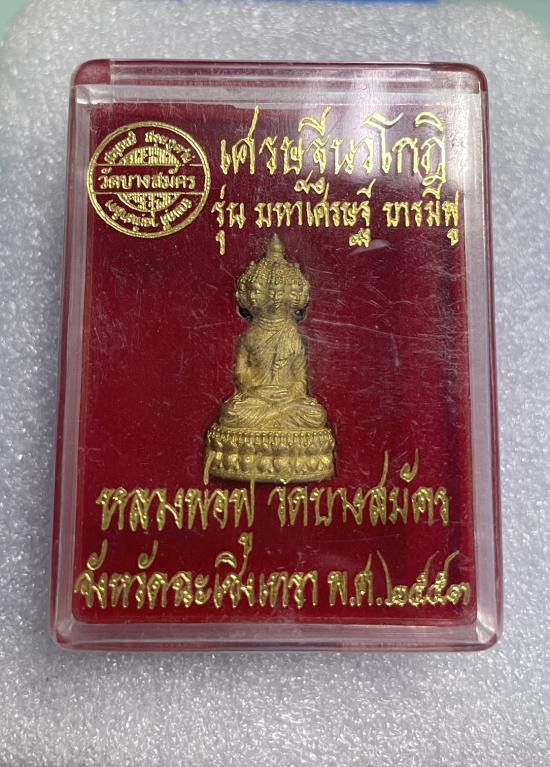 วัดบางสมัคร
เศรษฐีนวโกฏิ
รุ่น มหาเศรษฐี บารมีฟู
หลวงพ่อฟู วัดบางสมัคร
จังหวัดฉะเชิงเทรา พ.ศ.๒๕๕๓